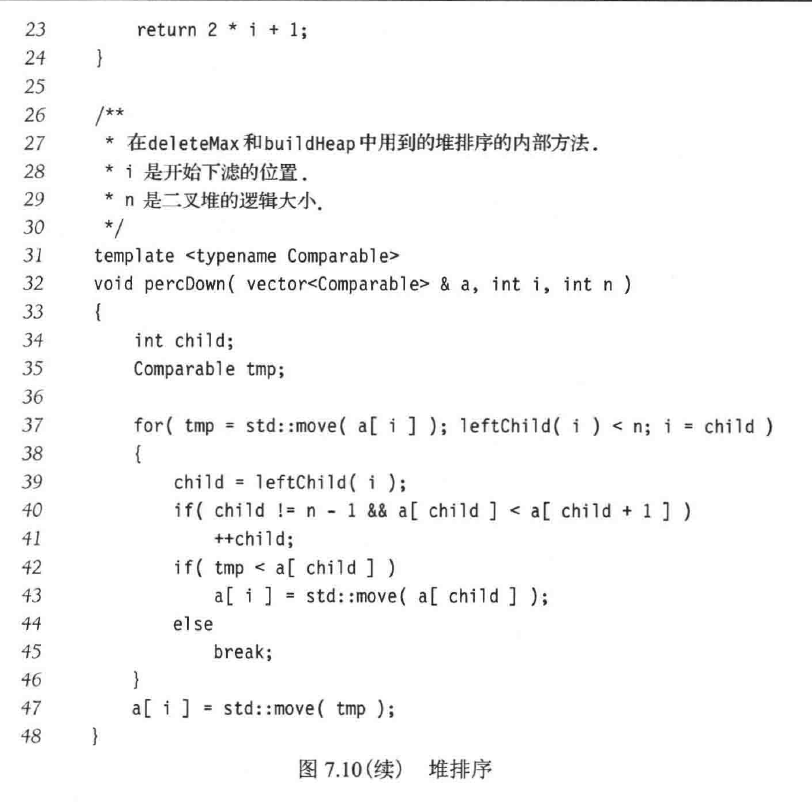 23 return 2 * i + 1;
24 }
25
26 /**
27 * 在deleteMax和buildHeap中用到的堆排序的内部方法.
28 * i 是开始下滤的位置.
29 * n 是二叉堆的逻辑大小.
30 */
31 template <typename Comparable>
32 void percDown( vector<Comparable> & a, int i, int n )
33 {
34 int child;
35 Comparable tmp;
36
37 for( tmp = std::move( a[ i ] ); leftChild( i ) < n; i = child )
38 {
39 child = leftChild( i );
40 if( child != n - 1 && a[ child ] < a[ child + 1 ] )
41 ++child;
42 if( tmp < a[ child ] )
43 a[ i ] = std::move( a[ child ] );
44 else
45 break;
46 }
47 a[ i ] = std::move( tmp );
48 }
图 7.10(续) 堆排序